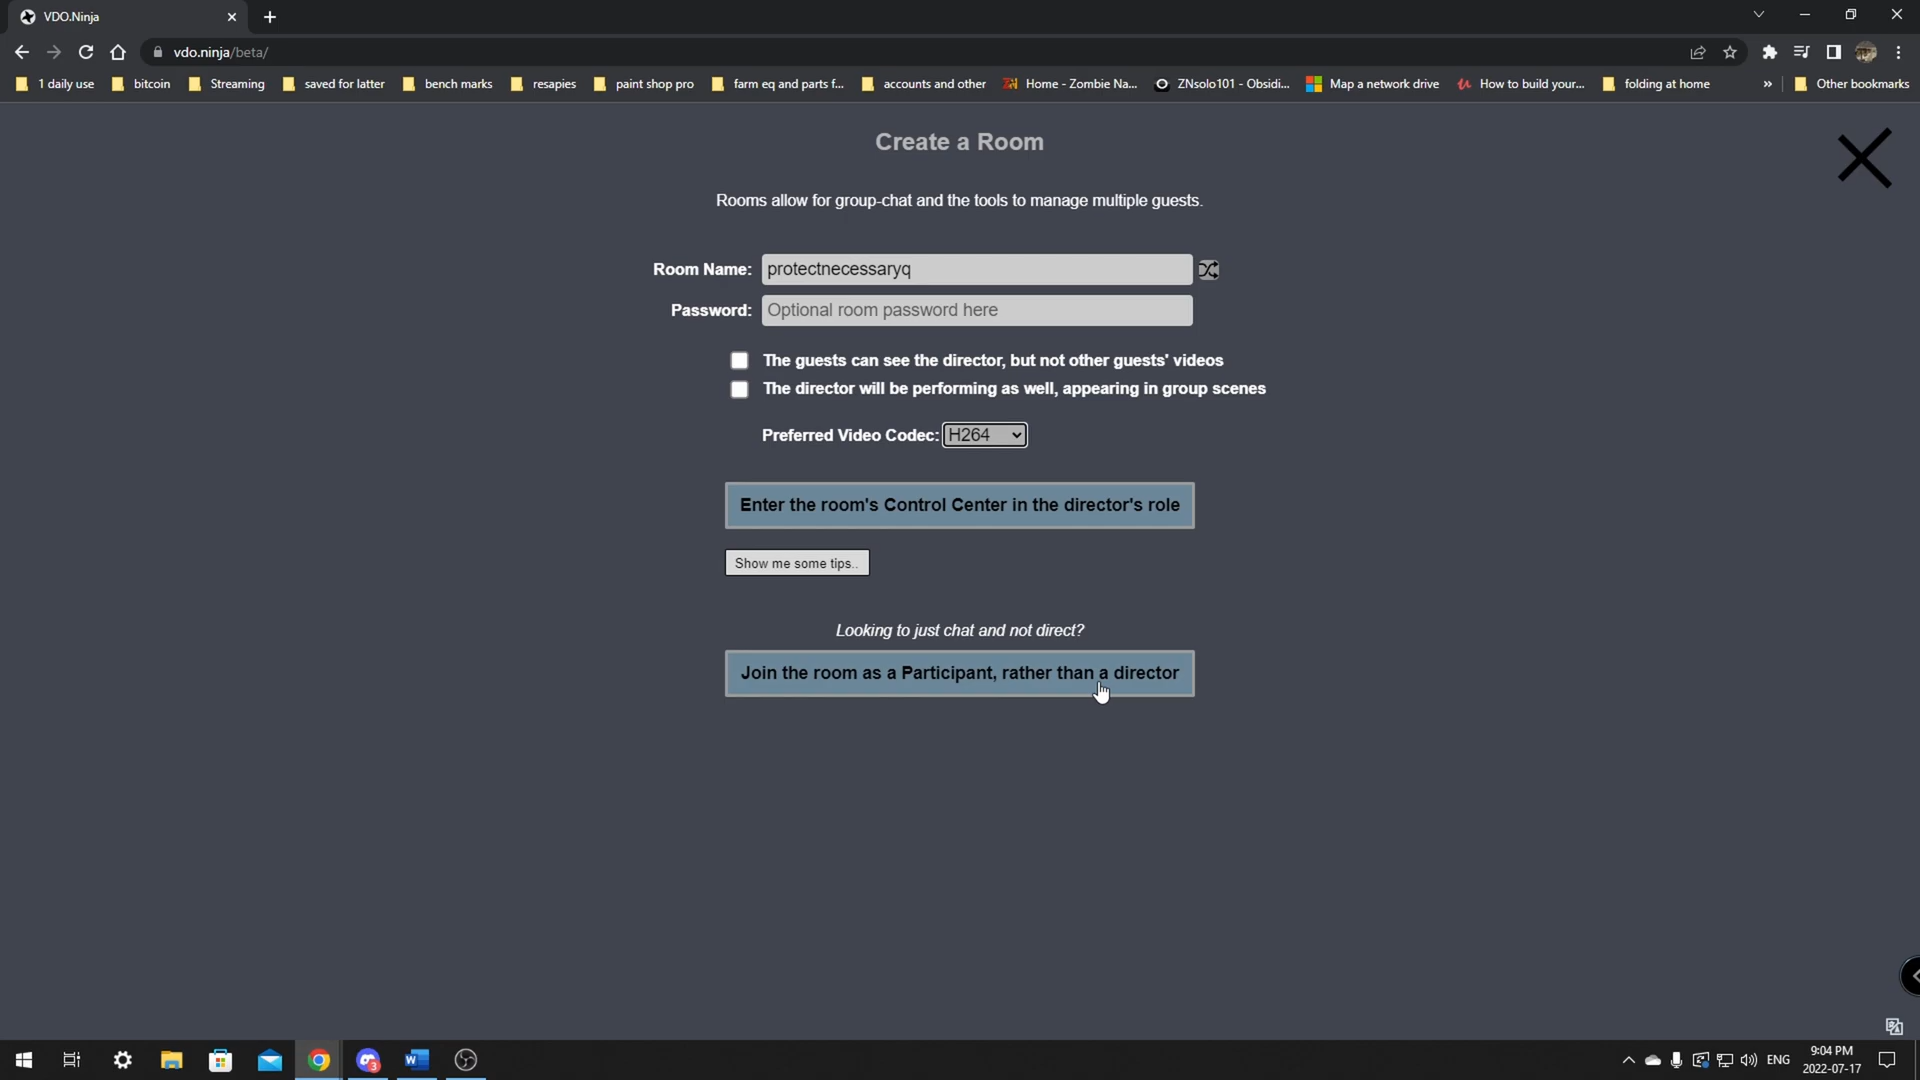 VDO.Ninja
vdo.ninja/beta/
1 daily use
bitcoin
Streaming
saved for latter
bench marks
resapies
paint shop pro
farm eq and parts f...
accounts and other
Home - Zombie Na...
ZNsolo101 - Obsidi...
Map a network drive
How to build your...
folding at home
»
Other bookmarks
Create a Room
Rooms allow for group-chat and the tools to manage multiple guests.
Room Name: protectnecessaryq
Password: Optional room password here
The guests can see the director, but not other guests' videos
The director will be performing as well, appearing in group scenes
Preferred Video Codec: H264
Enter the room's Control Center in the director's role
Show me some tips..
Looking to just chat and not direct?
Join the room as a Participant, rather than a director
3
ENG
9:04 PM
2022-07-17